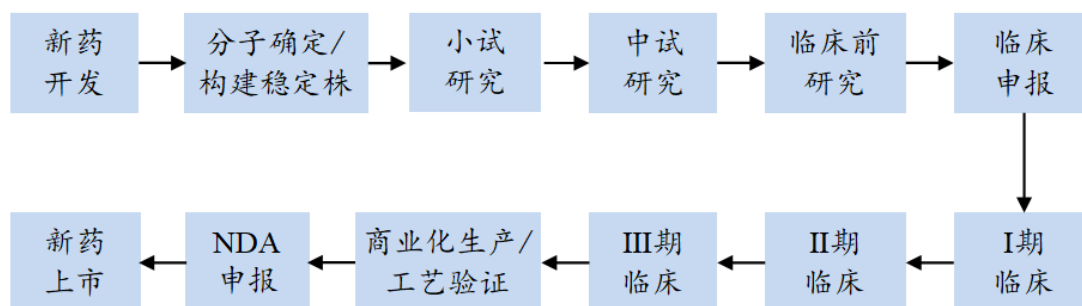 新药
开发
分子确定/
构建稳定株
小试
研究
中试
研究
临床前
研究
临床
申报
I期
临床
II期
临床
III期
临床
商业化生产/
工艺验证
NDA
申报
新药
上市